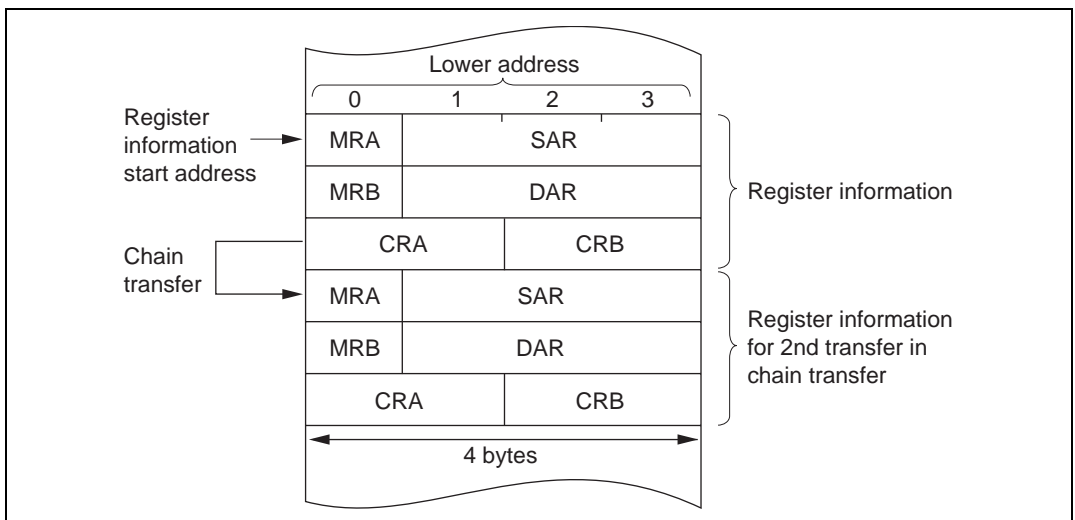 Lower address
0 1 2 3
Register
information
start address
MRA SAR
MRB DAR
Register information
CRA CRB
Chain
transfer
MRA SAR
MRB DAR
Register information
for 2nd transfer in
chain transfer
CRA CRB
4 bytes